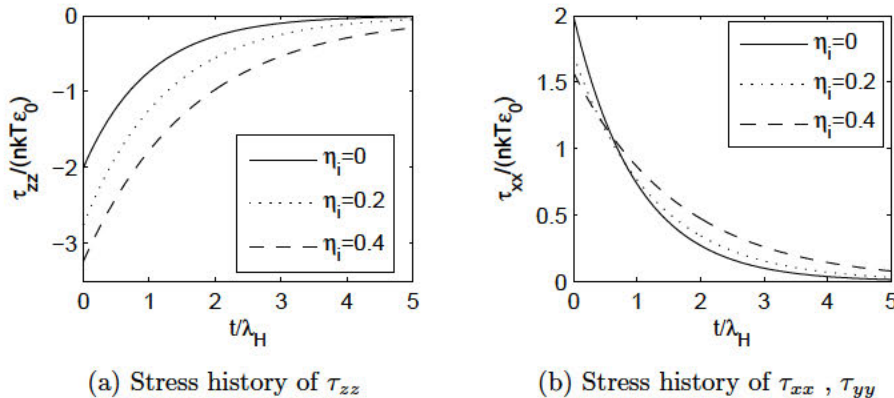 0
−1
−2
−3
τzz/(nkTε0)
ηi=0
ηi=0.2
ηi=0.4
0 1 2 3 4 5
t/λH
(a) Stress history of τzz
2
1.5
1
0.5
0
τxx/(nkTε0)
ηi=0
ηi=0.2
ηi=0.4
0 1 2 3 4 5
t/λH
(b) Stress history of τxx , τyy